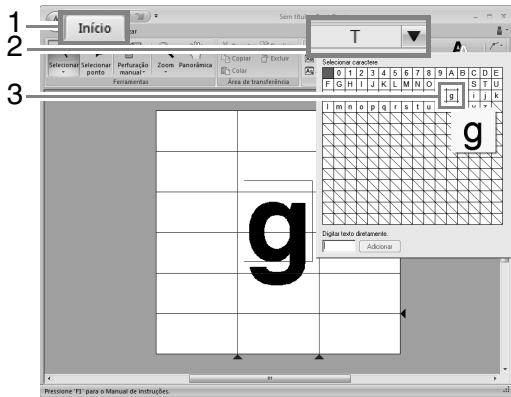 1
Início
2
T
3
Sem títu
Selecionar
Selecionar ponto
Perfuração manual
Zoom
Panorâmica
Ferramentas
Copiar
Excluir
Colar
Área de transferência
Selecionar caractere
0 1 2 3 4 5 6 7 8 9 A B C D E
F G H I J K L M N O S T U
g i j k
l m n o p q r s t u
g
g
Digitar texto diretamente.
Adicionar
Pressione 'F1' para o Manual de instruções.